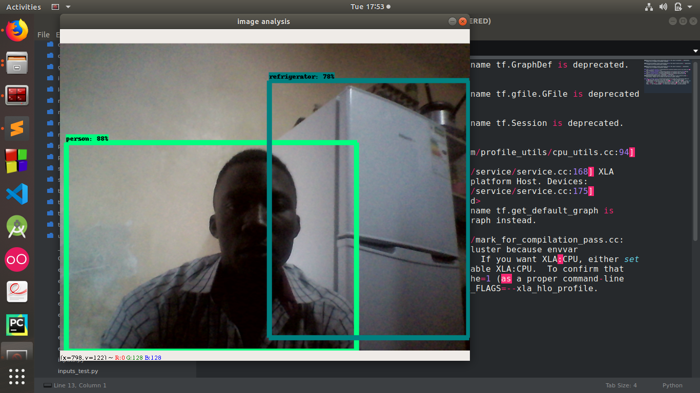 Activities
Tue 17:53
Image analysis
File
refrigerator: 78%
person: 88%
name tf.GraphDef is deprecated.
name tf.gfile.GFile is deprecated
name tf.Session is deprecated.
/profile_utils/cpu_utils.cc:94]
/service/service.cc:168] XLA
platform Host. Devices:
/service/service.cc:175]
name tf.get_default_graph is
raph instead.
/mark_for_compilation_pass.cc:
luster because envvar
If you want XLA:CPU, either set
able XLA:CPU. To confirm that
he=1 (as a proper command-line
_FLAGS=--xla_hlo_profile.
(x=798, y=122) ~ R:0 G:128 B:128
inputs_test.py
Line 13, Column 1
Tab Size: 4
Python